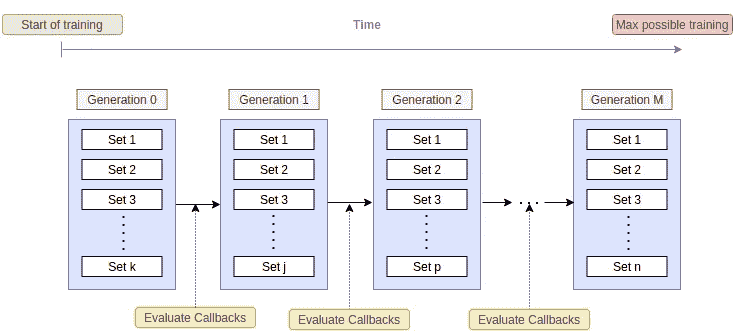 Start of training
Time
Max possible training
Generation 0
Generation 1
Generation 2
Generation M
Set 1
Set 2
Set 3
Set k
Set 1
Set 2
Set 3
Set j
Set 1
Set 2
Set 3
Set p
...
Set 1
Set 2
Set 3
Set n
Evaluate Callbacks
Evaluate Callbacks
Evaluate Callbacks